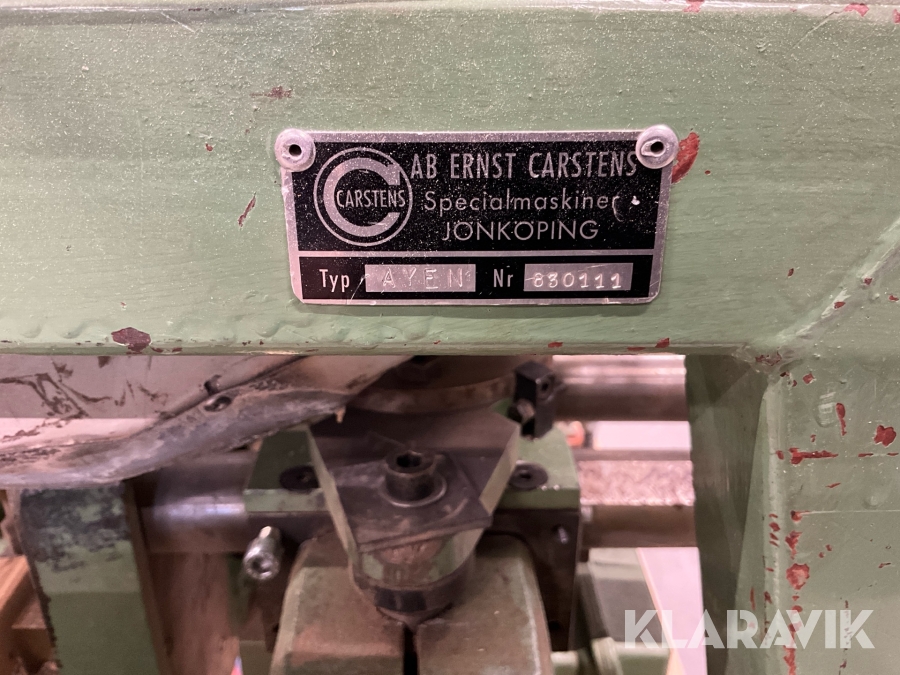 AB ERNST CARSTENS
CARSTENS
Specialmaskiner
JÖNKÖPING
Typ AYEN Nr 830111
KLARAVIK